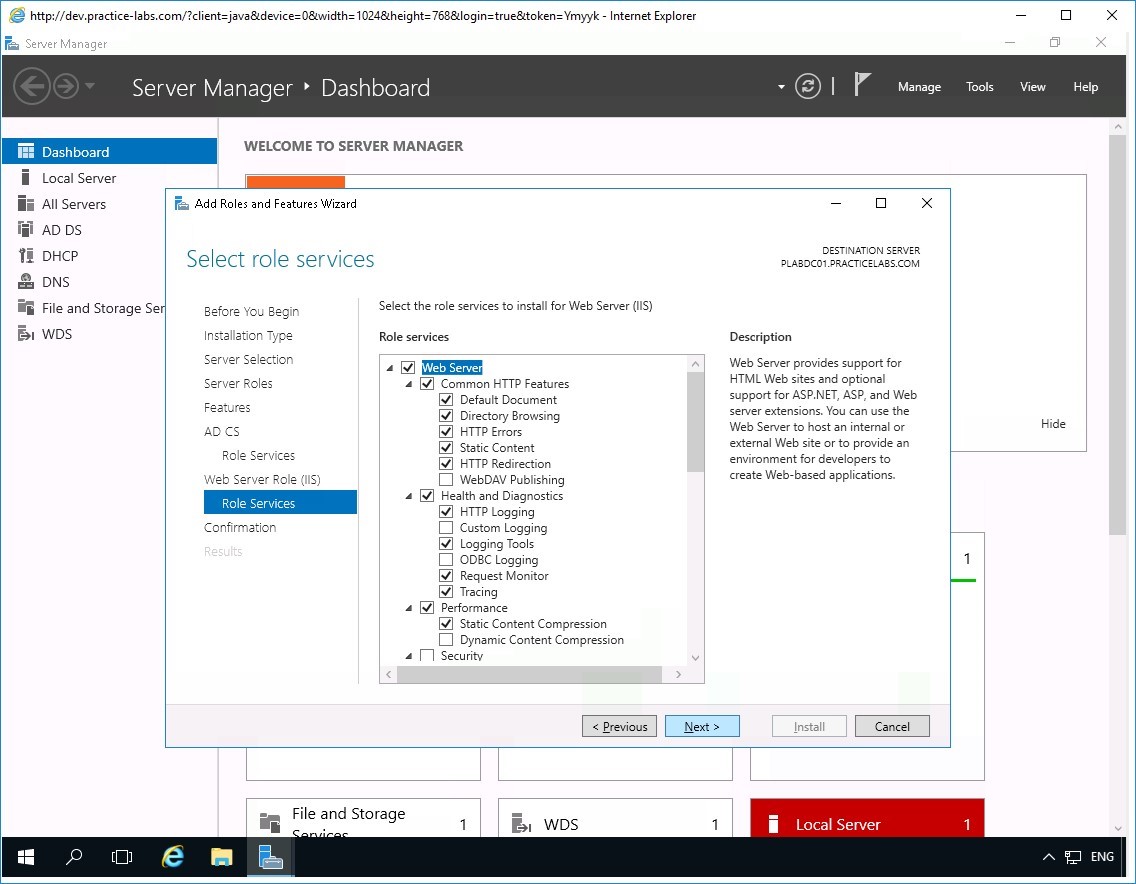 http://dev.practice-labs.com/?client=java&device=0&width=1024&height=768&login=true&token=Ymyyk - Internet Explorer
Server Manager
Server Manager Dashboard
Manage Tools View Help
Dashboard
Local Server
All Servers
AD DS
DHCP
DNS
File and Storage Ser
WDS
WELCOME TO SERVER MANAGER
Add Roles and Features Wizard
Select role services
DESTINATION SERVER
PLABDC01.PRACTICELABS.COM
Before You Begin
Installation Type
Server Selection
Server Roles
Features
AD CS
Role Services
Web Server Role (IIS)
Role Services
Confirmation
Results
Select the role services to install for Web Server (IIS)
Role services
Web Server
Common HTTP Features
Default Document
Directory Browsing
HTTP Errors
Static Content
HTTP Redirection
WebDAV Publishing
Health and Diagnostics
HTTP Logging
Custom Logging
Logging Tools
ODBC Logging
Request Monitor
Tracing
Performance
Static Content Compression
Dynamic Content Compression
Security
Description
Web Server provides support for
HTML Web sites and optional
support for ASP.NET, ASP, and Web
server extensions. You can use the
Web Server to host an internal or
external Web site or to provide an
environment for developers to
create Web-based applications.
< Previous
Next >
Install
Cancel
Hide
1
File and Storage
Services
1
WDS 1
Local Server 1
ENG